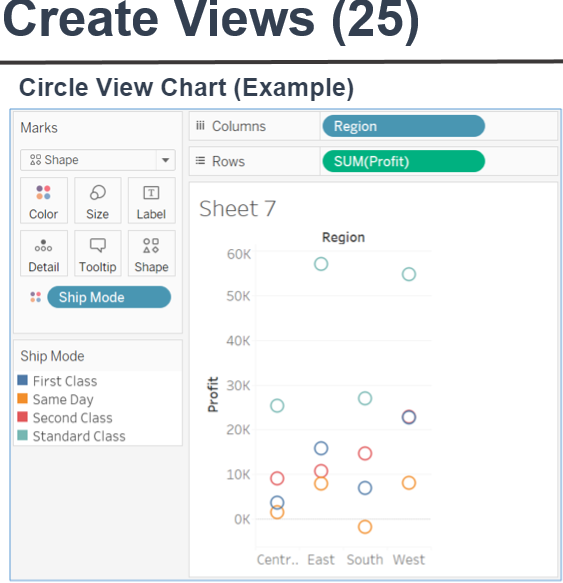 Create Views (25)
Circle View Chart (Example)
Marks
Shape
Color Size Label
Detail Tooltip Shape
Ship Mode
Ship Mode
First Class
Same Day
Second Class
Standard Class
iii Columns Region
Rows SUM(Profit)
Sheet 7
Region
60K
50K
40K
30K
20K
10K
0K
Profit
Centr.. East South West